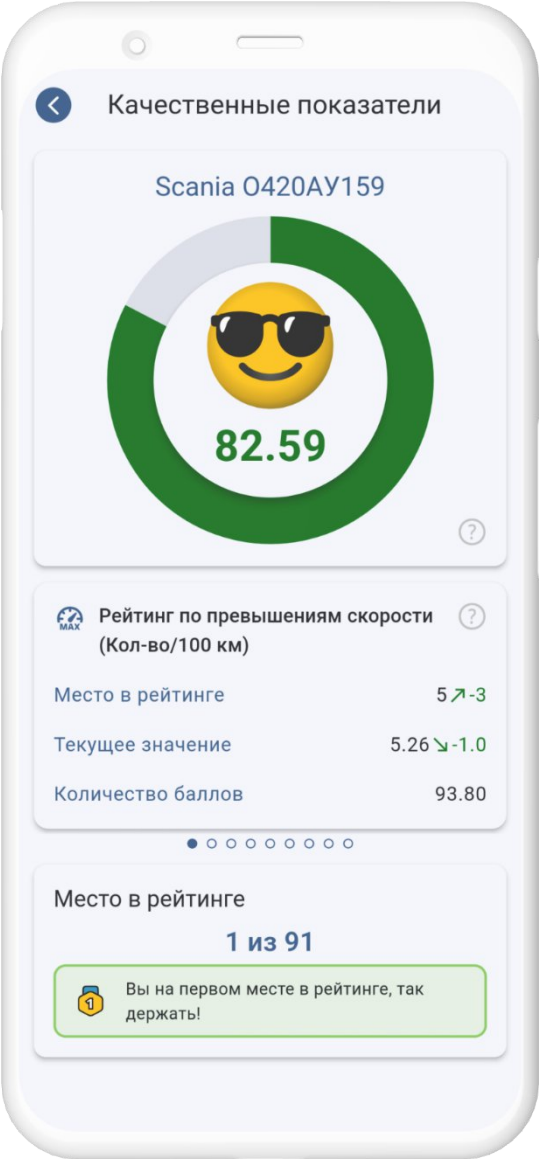 Качественные показатели
Scania О420АУ159
82.59
?
MAX
Рейтинг по превышениям скорости
(Кол-во/100 км)
?
Место в рейтинге 5↗-3
Текущее значение 5.26↘-1.0
Количество баллов 93.80
Место в рейтинге
1 из 91
1
Вы на первом месте в рейтинге, так
держать!